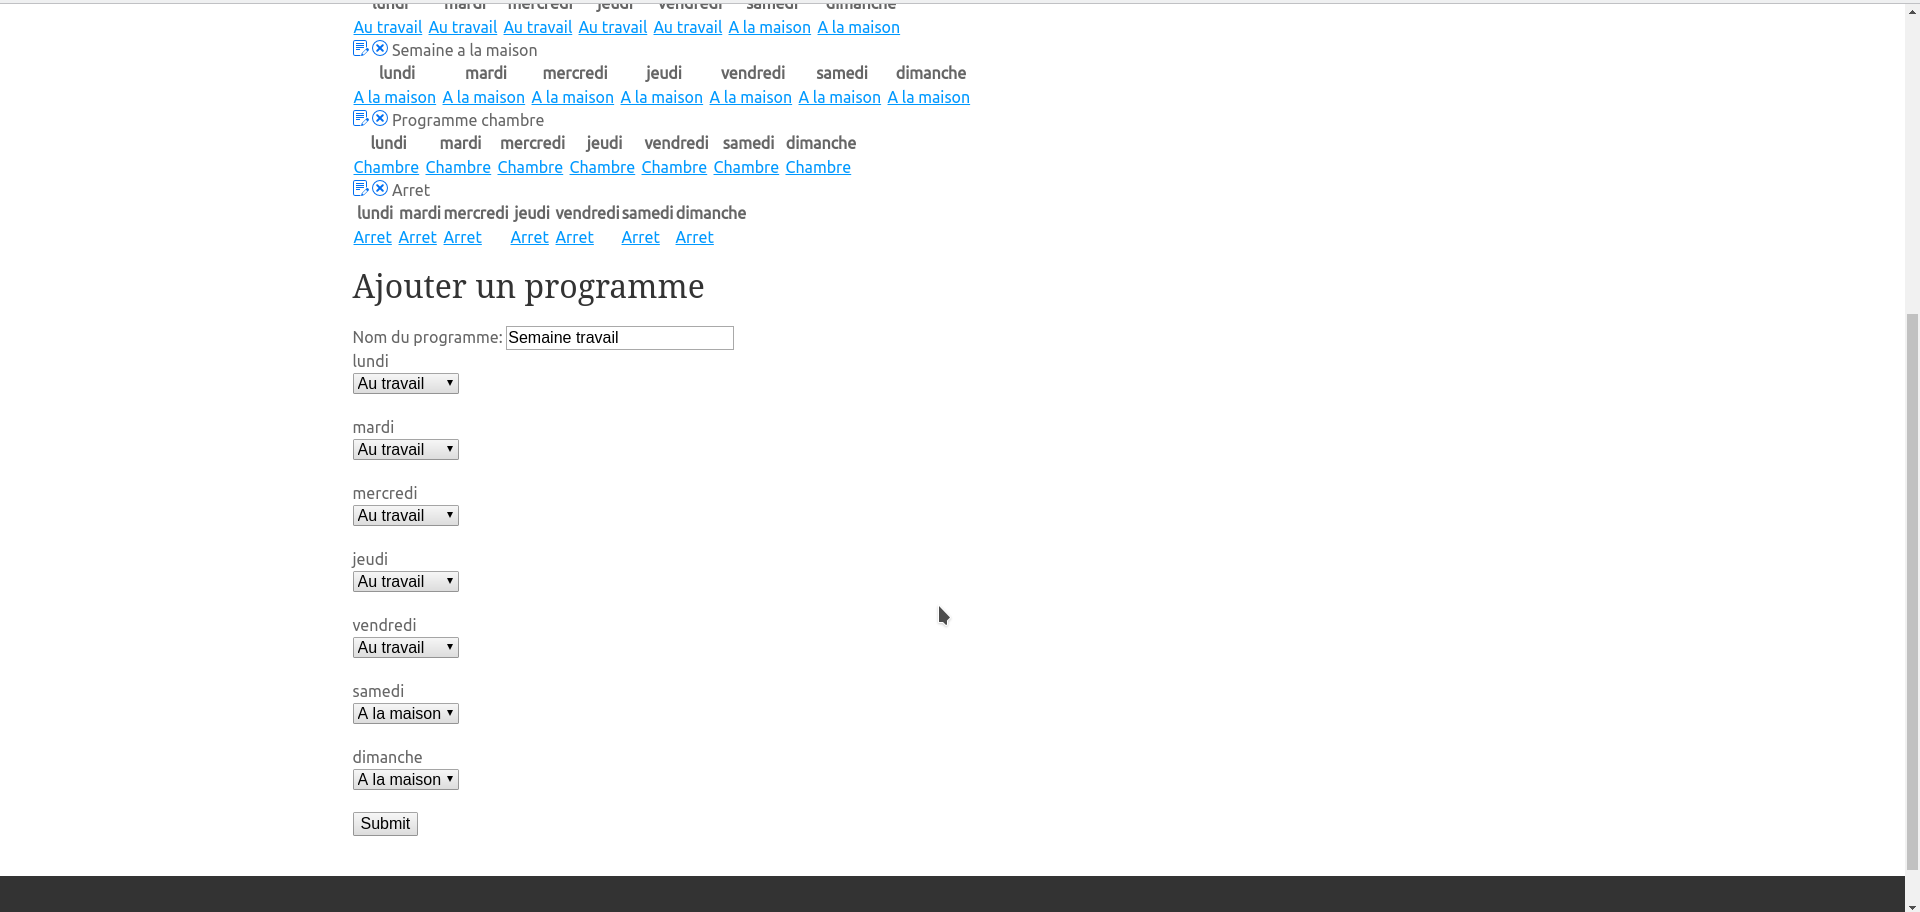 lundi mardi mercredi jeudi vendredi samedi dimanche
Au travail Au travail Au travail Au travail Au travail A la maison A la maison
Semaine a la maison
lundi mardi mercredi jeudi vendredi samedi dimanche
A la maison A la maison A la maison A la maison A la maison A la maison A la maison
Programme chambre
lundi mardi mercredi jeudi vendredi samedi dimanche
Chambre Chambre Chambre Chambre Chambre Chambre Chambre
Arret
lundi mardi mercredi jeudi vendredi samedi dimanche
Arret Arret Arret Arret Arret Arret Arret
Ajouter un programme
Nom du programme: Semaine travail
lundi
Au travail
mardi
Au travail
mercredi
Au travail
jeudi
Au travail
vendredi
Au travail
samedi
A la maison
dimanche
A la maison
Submit